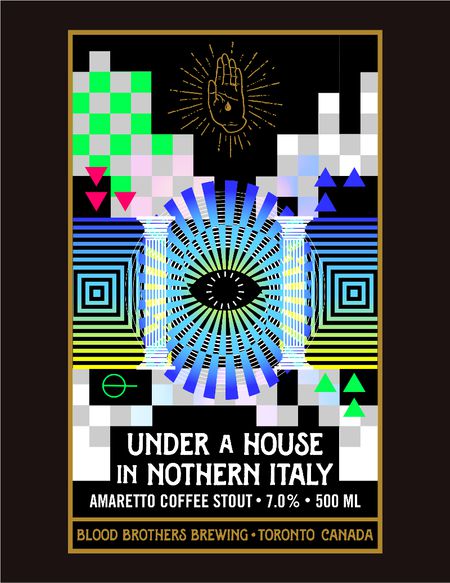 UNDER A HOUSE
IN NOTHERN ITALY
AMARETTO COFFEE STOUT • 7.0% • 500 ML
BLOOD BROTHERS BREWING • TORONTO CANADA